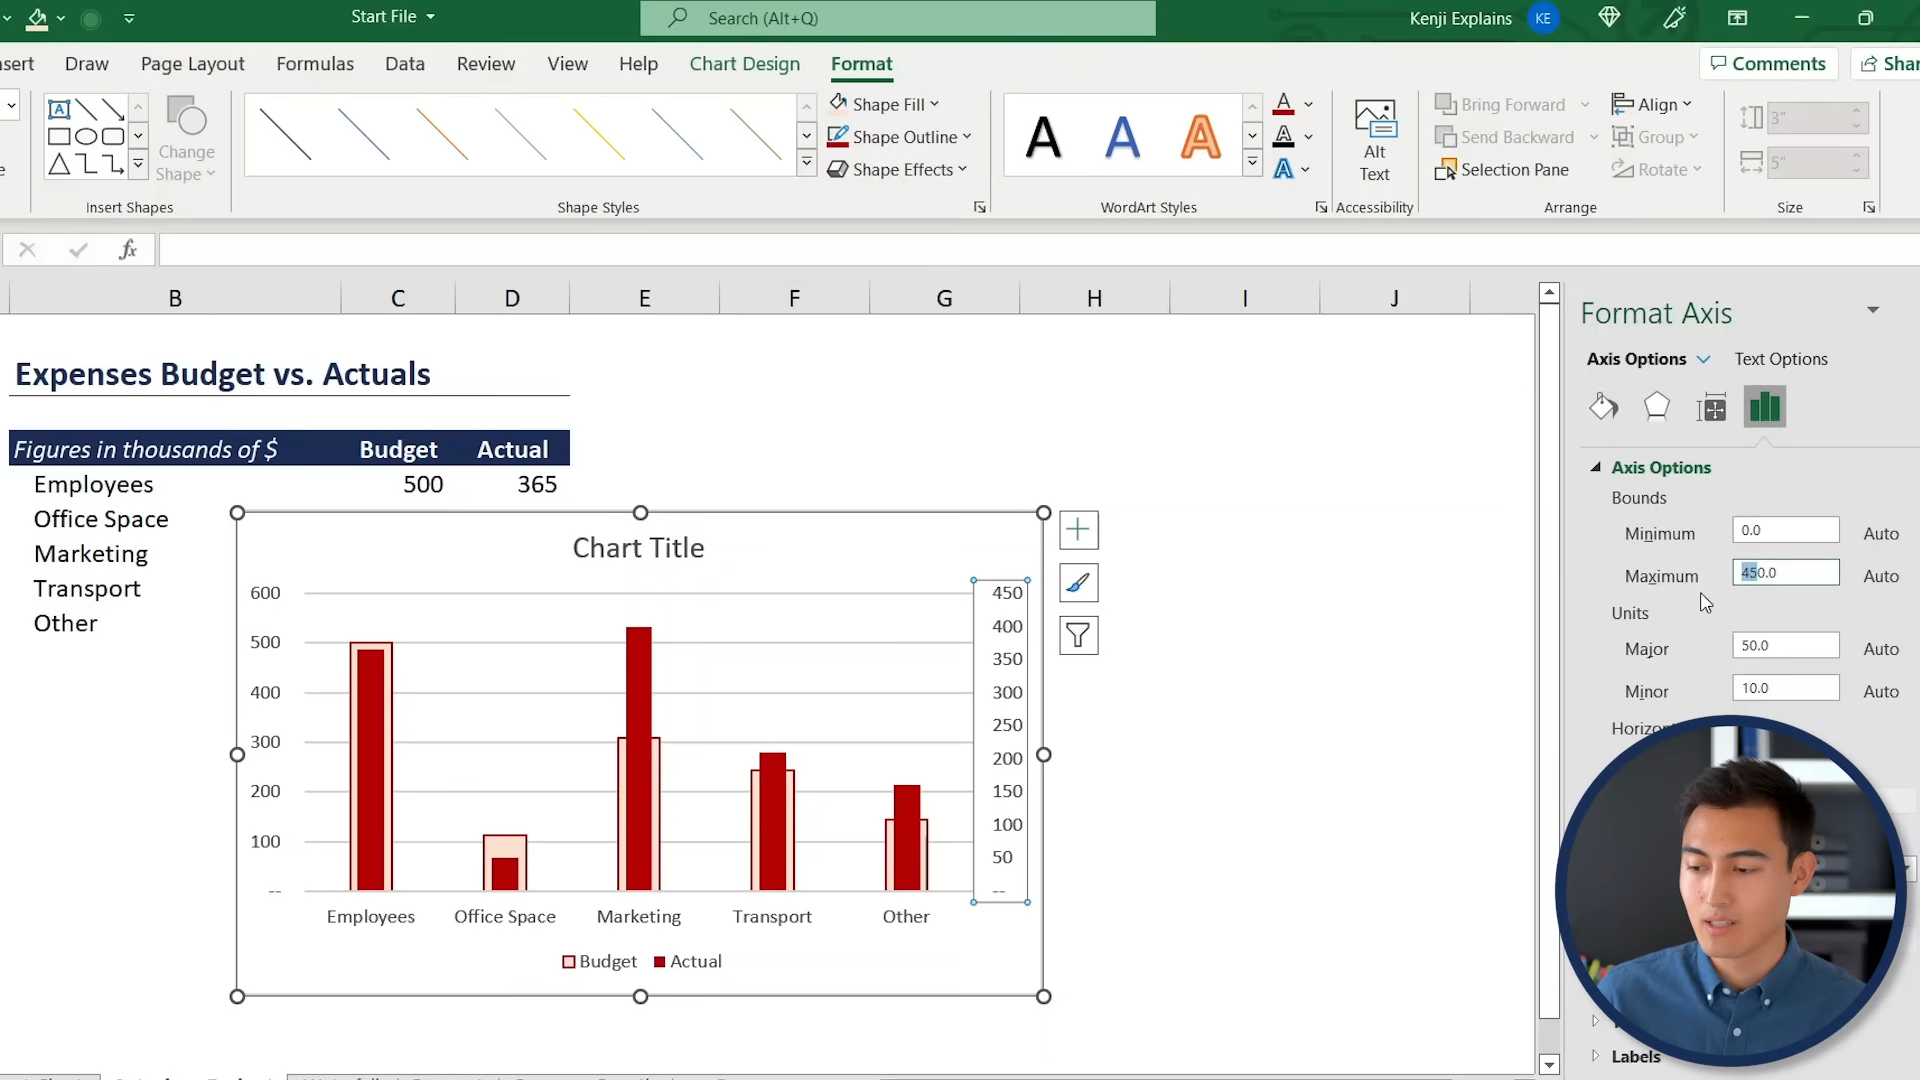 Start File
Search (Alt+Q)
Kenji Explains
KE
Draw
Page Layout
Formulas
Data
Review
View
Help
Chart Design
Format
Comments
A
Change
Shape
Insert Shapes
Shape Fill
Shape Outline
Shape Effects
Shape Styles
A A A
A
A
A
WordArt Styles
Alt
Text
Accessibility
Bring Forward
Send Backward
Selection Pane
Align
Group
Rotate
Arrange
3"
5"
Size
fx
B C D E F G H I J
Expenses Budget vs. Actuals
Figures in thousands of $ Budget Actual
Employees 500 365
Office Space
Marketing
Transport
Other
Chart Title
600
500
400
300
200
100
--
450
400
350
300
250
200
150
100
50
--
Employees Office Space Marketing Transport Other
Budget Actual
Format Axis
Axis Options Text Options
Axis Options
Bounds
Minimum 0.0 Auto
Maximum 450.0 Auto
Units
Major 50.0 Auto
Minor 10.0 Auto
Labels